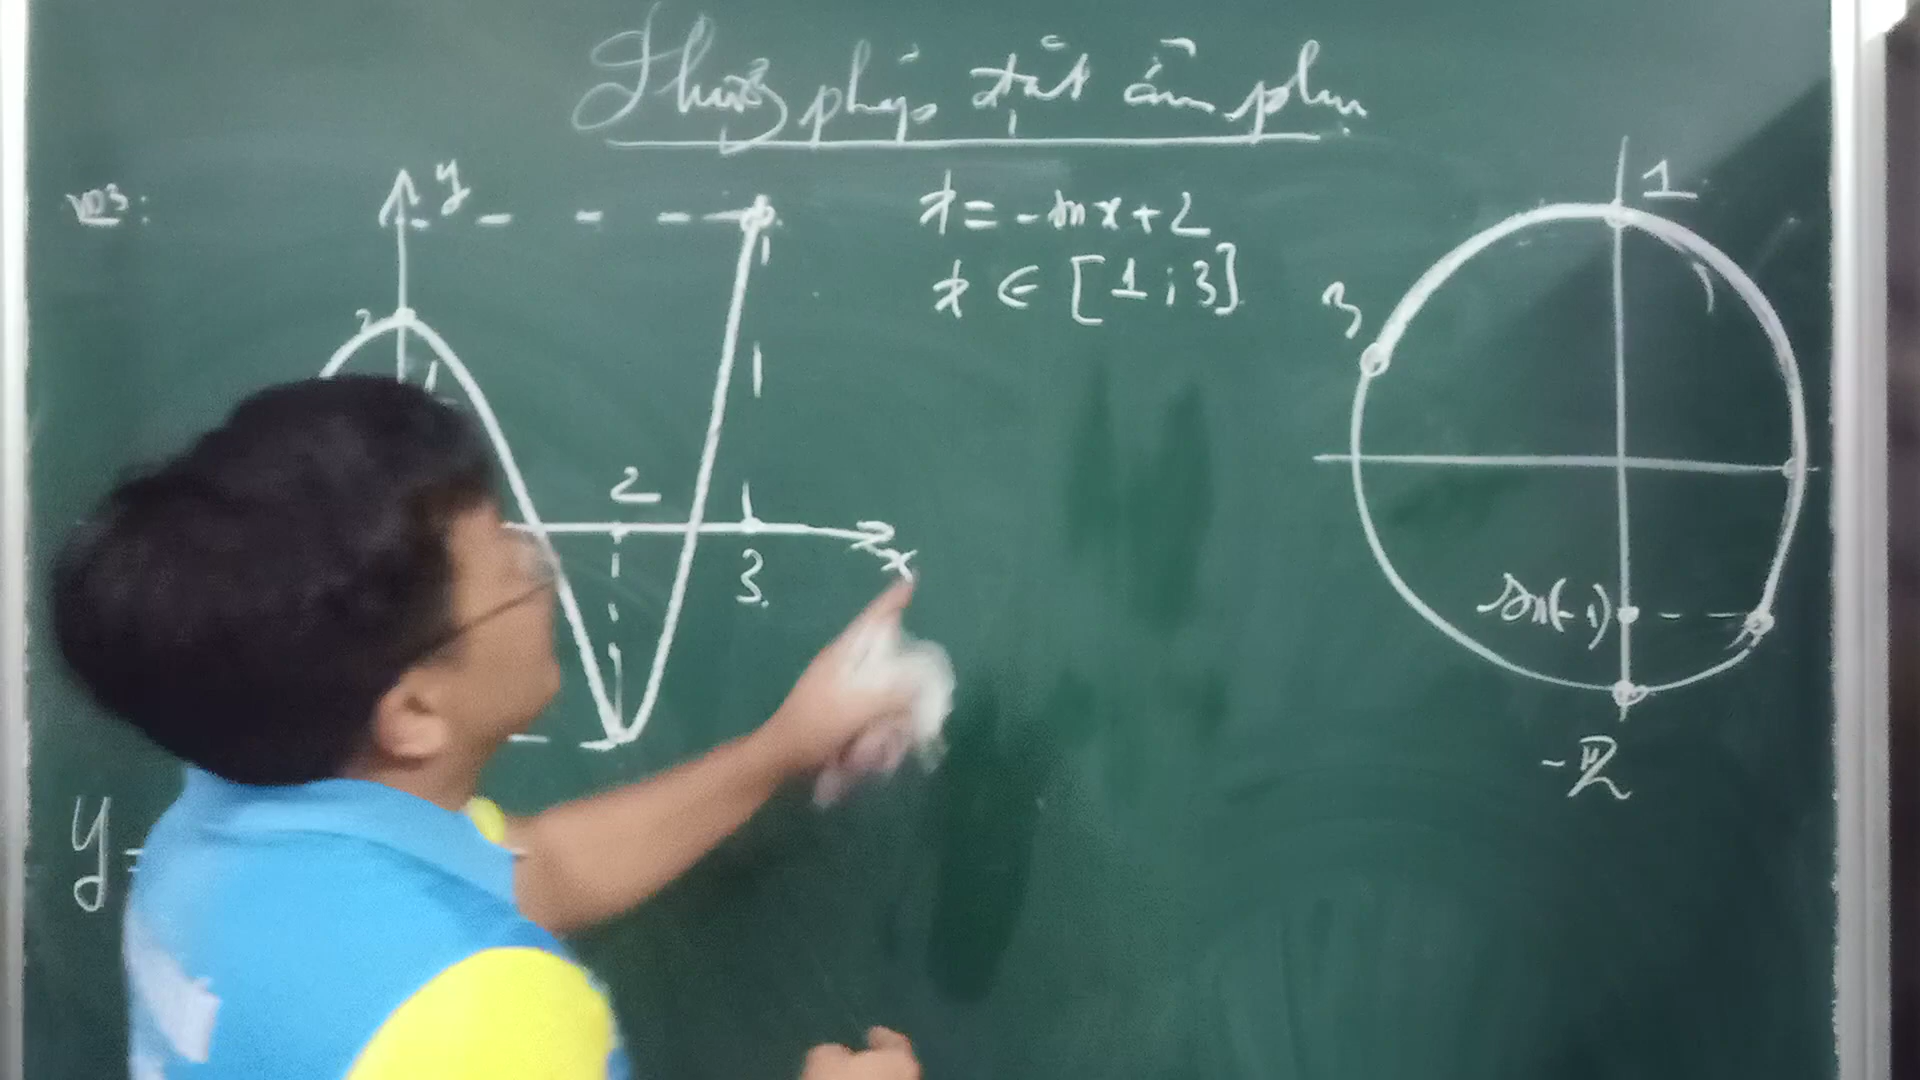 Phương pháp đặt ẩn phụ
VD3:
y
t = -sin x + 2
t ∈ [1; 3]
2
3.
x
1
3
sin(-1)
-π/2
y =